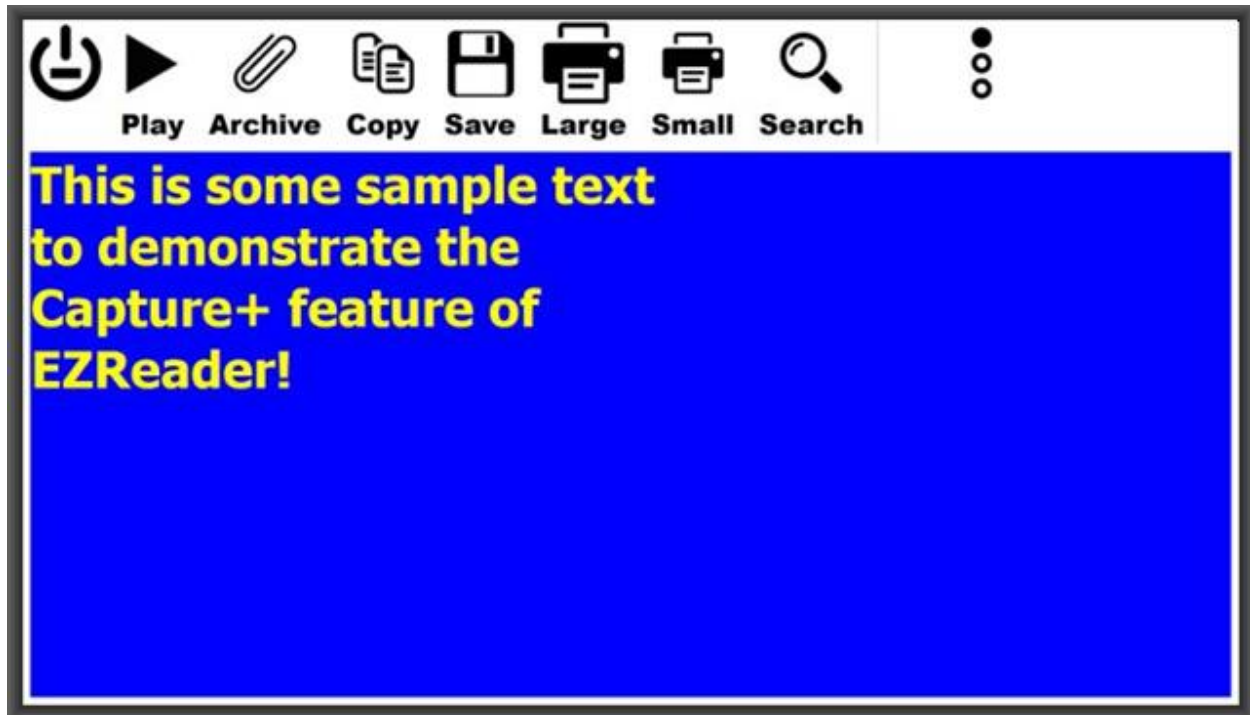 Play Archive Copy Save Large Small Search
This is some sample text
to demonstrate the
Capture+ feature of
EZReader!